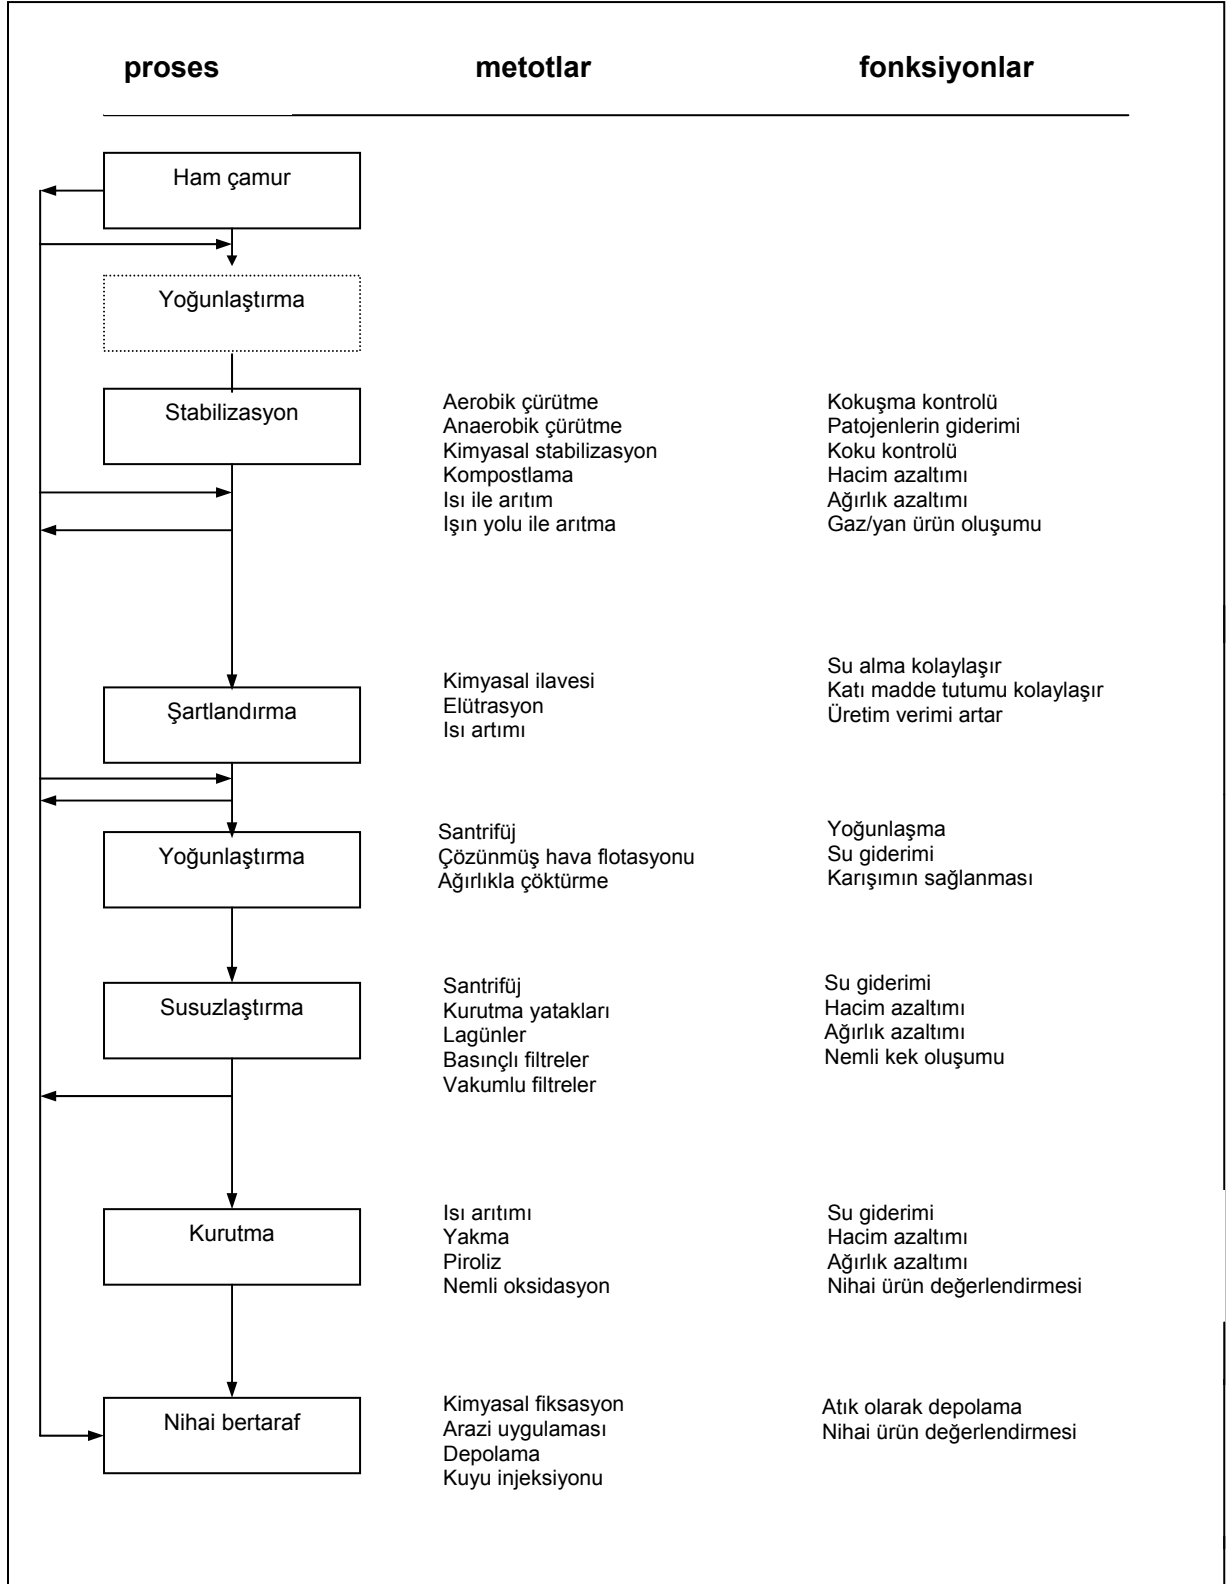 proses metotlar fonksiyonlar
Ham çamur
Yoğunlaştırma
Stabilizasyon
Aerobik çürütme
Anaerobik çürütme
Kimyasal stabilizasyon
Kompostlama
Isı ile arıtım
Işın yolu ile arıtma
Kokuşma kontrolü
Patojenlerin giderimi
Koku kontrolü
Hacim azaltımı
Ağırlık azaltımı
Gaz/yan ürün oluşumu
Şartlandırma
Kimyasal ilavesi
Elütrasyon
Isı artımı
Su alma kolaylaşır
Katı madde tutumu kolaylaşır
Üretim verimi artar
Yoğunlaştırma
Santrifüj
Çözünmüş hava flotasyonu
Ağırlıkla çöktürme
Yoğunlaşma
Su giderimi
Karışımın sağlanması
Susuzlaştırma
Santrifüj
Kurutma yatakları
Lagünler
Basınçlı filtreler
Vakumlu filtreler
Su giderimi
Hacim azaltımı
Ağırlık azaltımı
Nemli kek oluşumu
Kurutma
Isı arıtımı
Yakma
Piroliz
Nemli oksidasyon
Su giderimi
Hacim azaltımı
Ağırlık azaltımı
Nihai ürün değerlendirmesi
Nihai bertaraf
Kimyasal fiksasyon
Arazi uygulaması
Depolama
Kuyu injeksiyonu
Atık olarak depolama
Nihai ürün değerlendirmesi